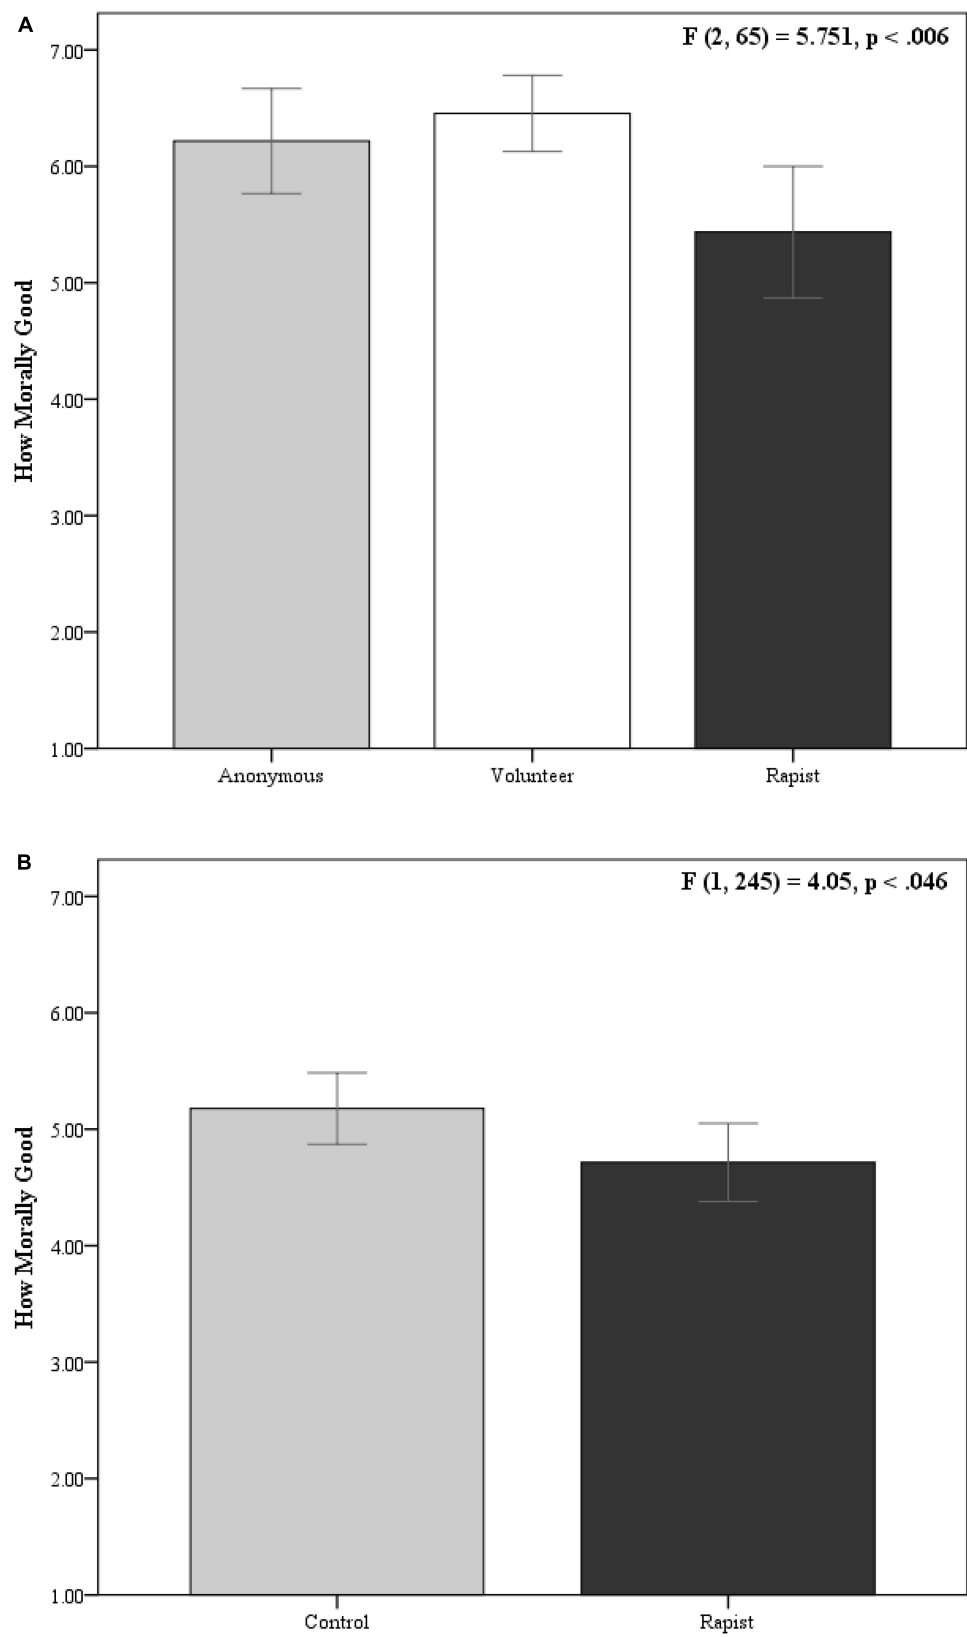 A
F (2, 65) = 5.751, p < .006
7.00
6.00
5.00
4.00
3.00
2.00
1.00
How Morally Good
Anonymous Volunteer Rapist
B
F (1, 245) = 4.05, p < .046
7.00
6.00
5.00
4.00
3.00
2.00
1.00
How Morally Good
Control Rapist